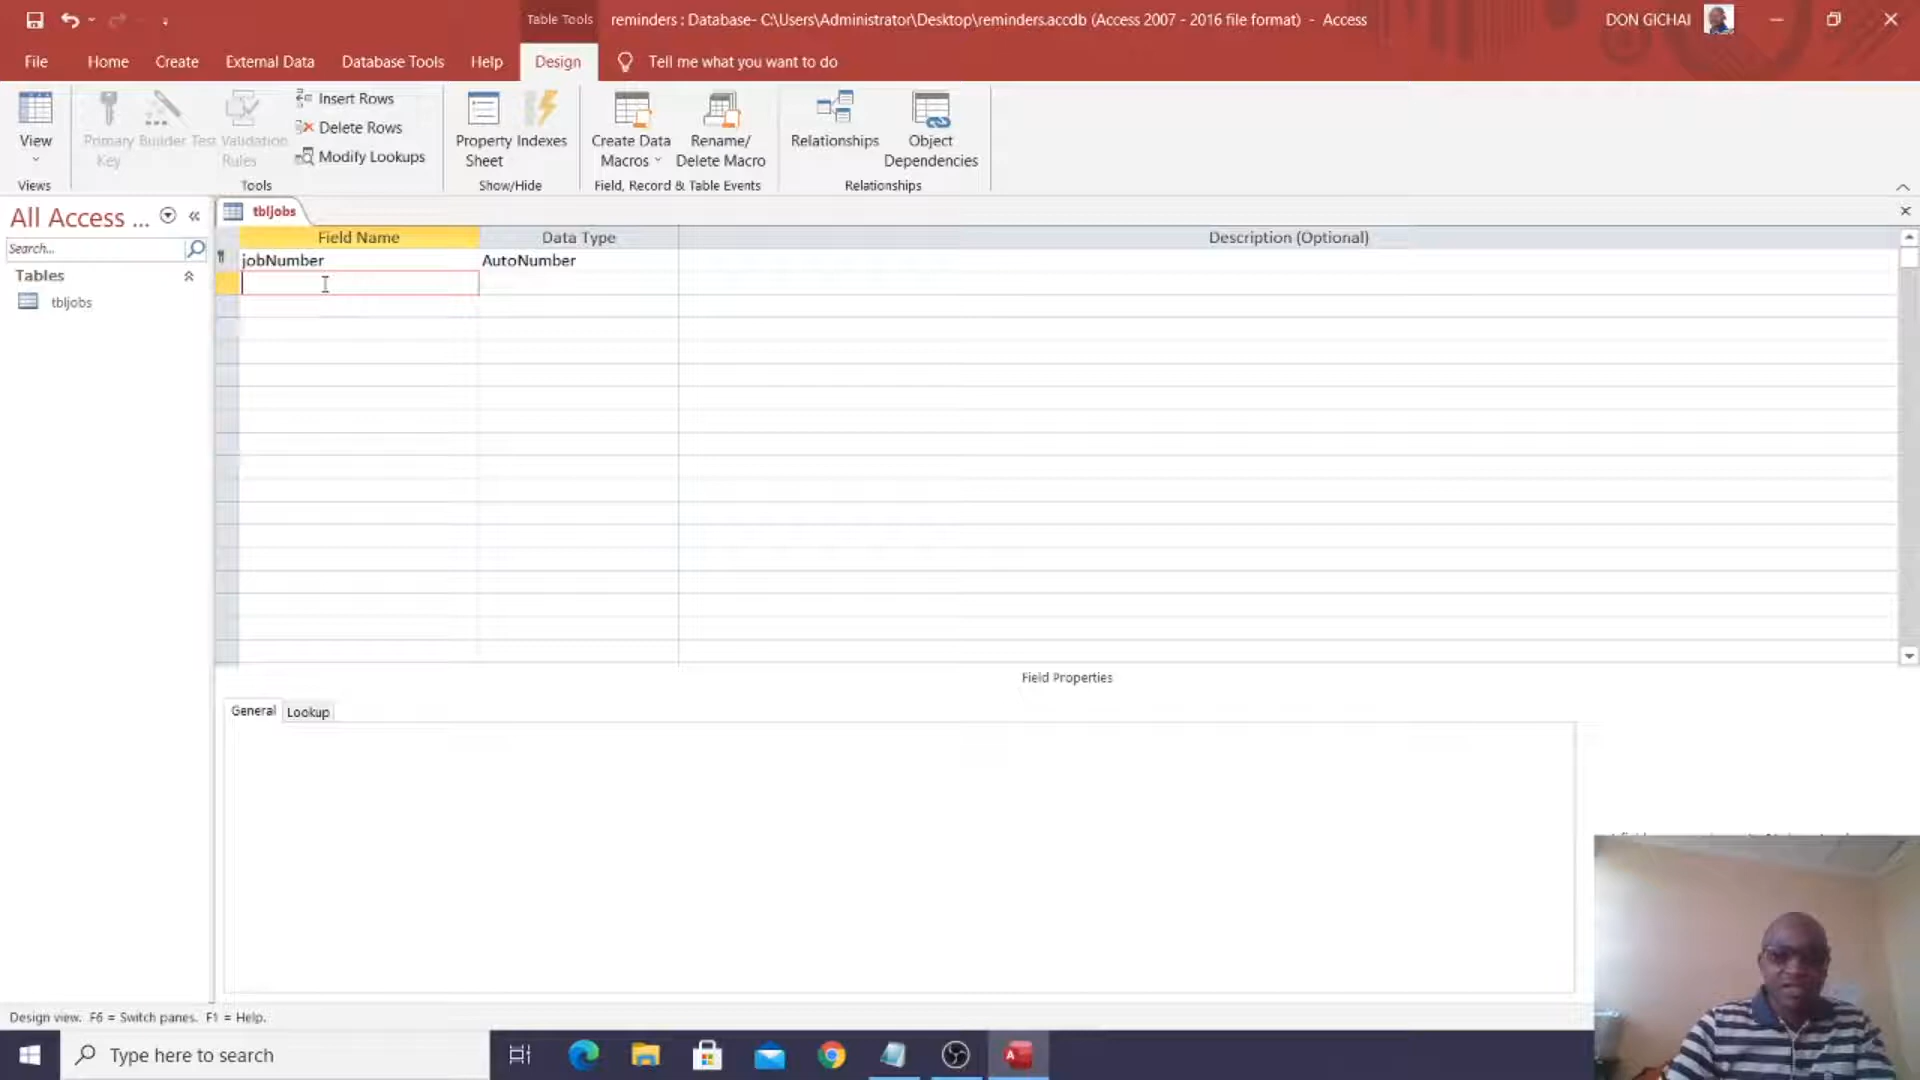 Table Tools
reminders : Database- C:\Users\Administrator\Desktop\reminders.accdb (Access 2007 - 2016 file format) - Access
DON GICHAI
File
Home
Create
External Data
Database Tools
Help
Design
Tell me what you want to do
View
Primary Key
Builder
Test Validation Rules
Insert Rows
Delete Rows
Modify Lookups
Property Sheet
Indexes
Create Data Macros
Rename/ Delete Macro
Relationships
Object Dependencies
Views
Tools
Show/Hide
Field, Record & Table Events
Relationships
All Access ...
Search...
Tables
tbljobs
tbljobs
Field Name
Data Type
Description (Optional)
jobNumber
AutoNumber
Field Properties
General
Lookup
Design view. F6 = Switch panes. F1 = Help.
Type here to search